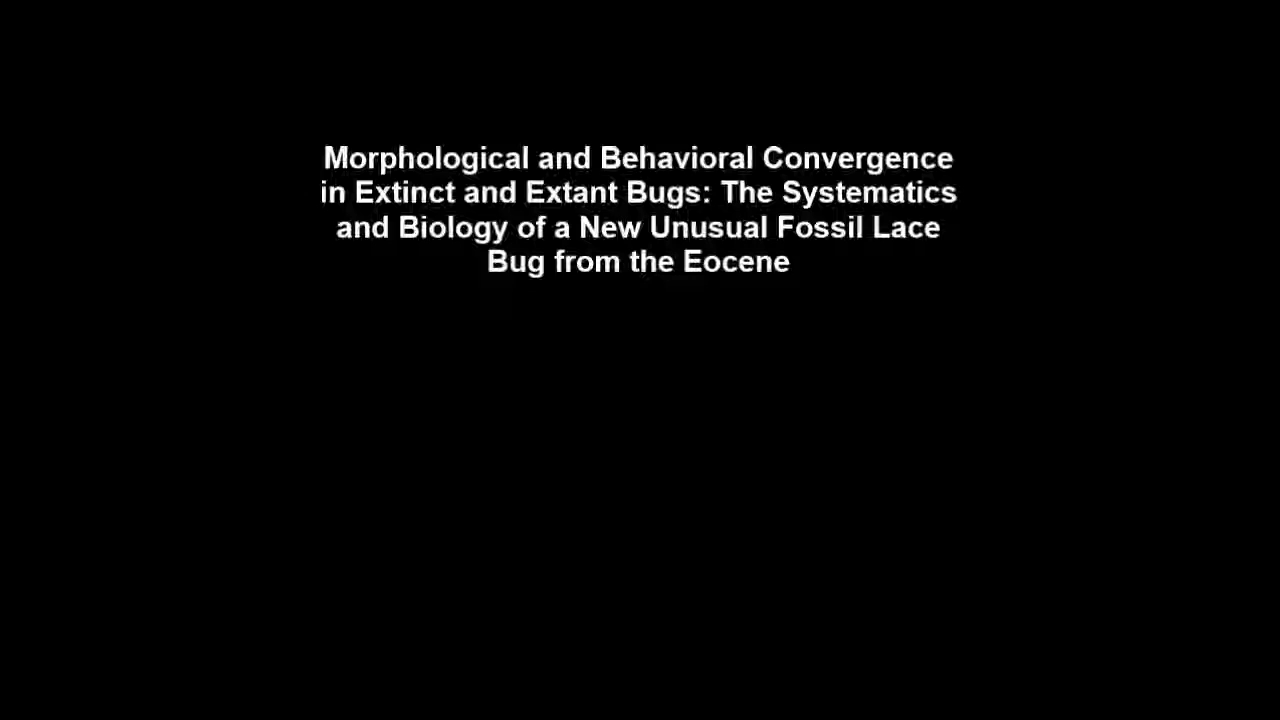 Morphological and Behavioral Convergence
in Extinct and Extant Bugs: The Systematics
and Biology of a New Unusual Fossil Lace
Bug from the Eocene